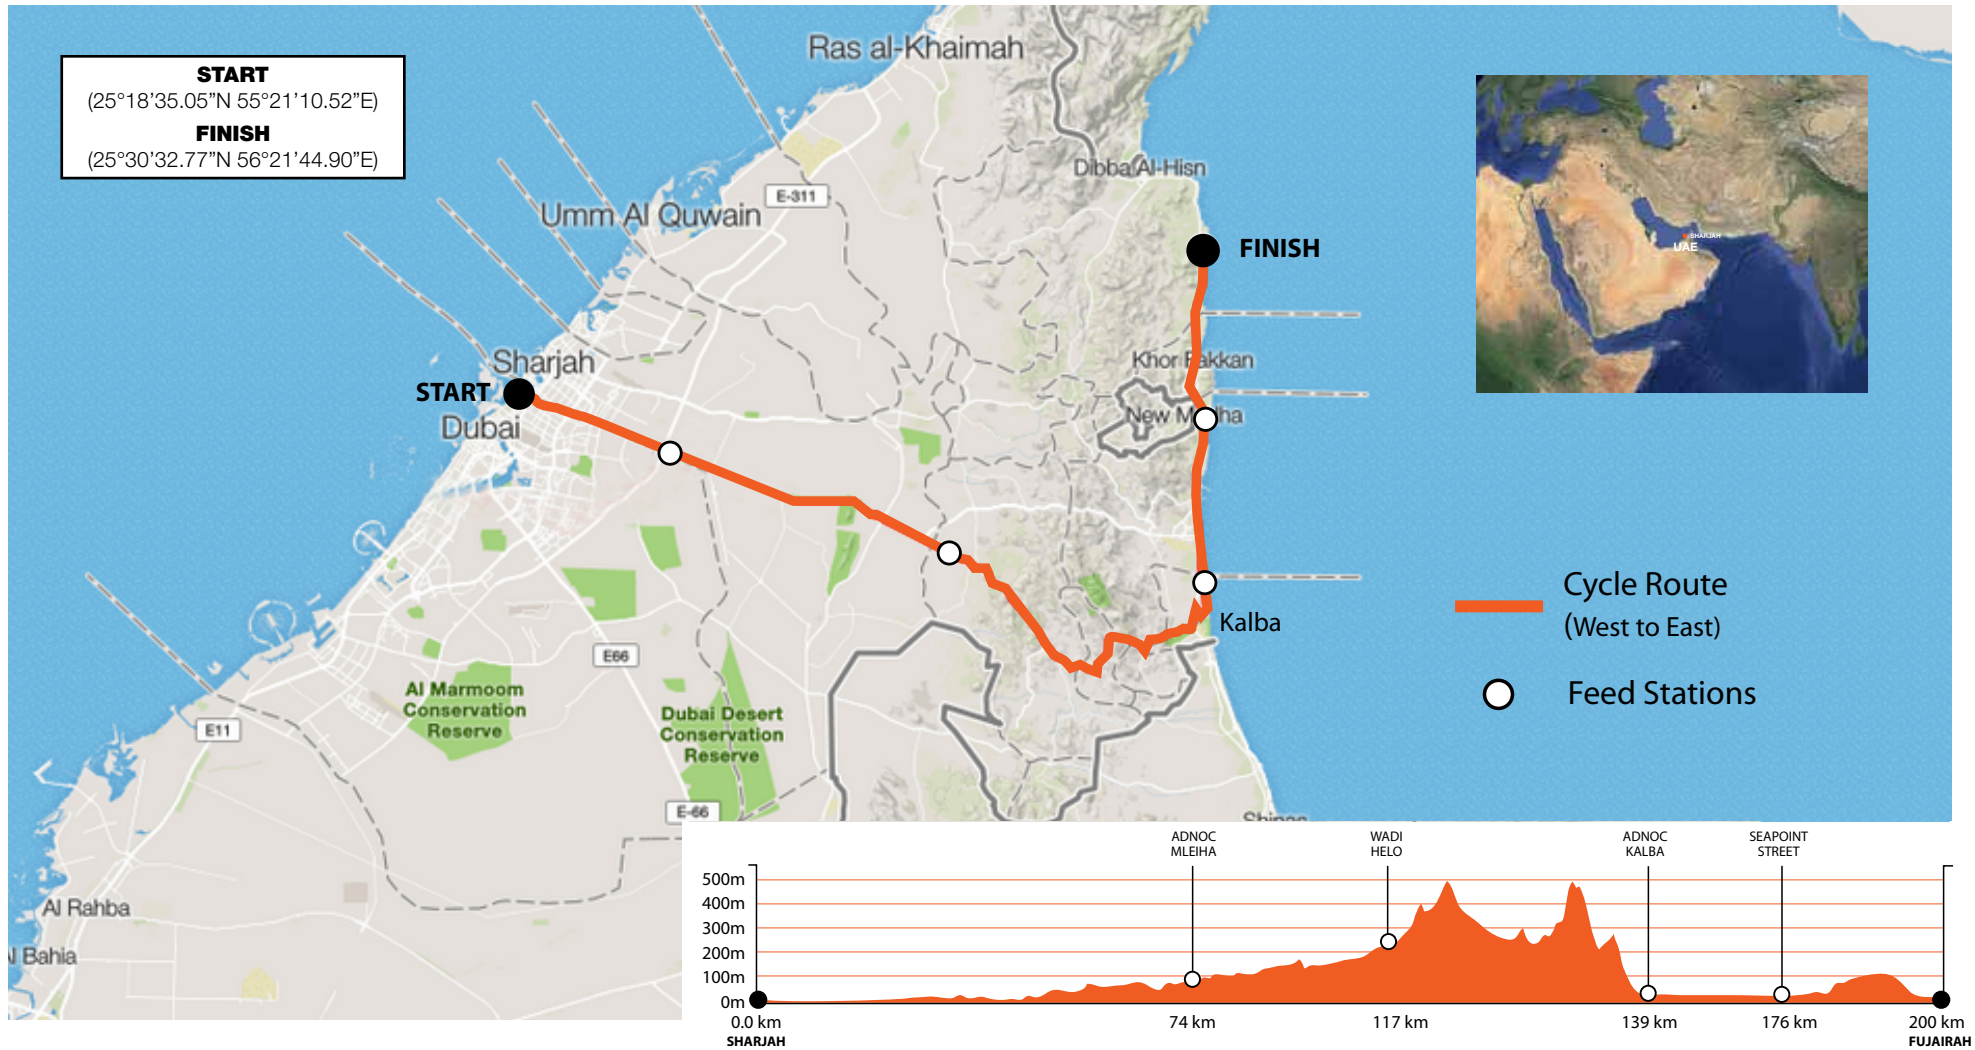 START
(25°18'35.05”N 55°21'10.52”E)
FINISH
(25°30'32.77”N 56°21'44.90”E)
Ras al-Khaimah
Dibba Al-Hisn
E-311
Umm Al Quwain
FINISH
SHARJAH
UAE
Sharjah
START
Dubai
Khor Fakkan
New Madha
Kalba
Cycle Route
(West to East)
Feed Stations
E66
Al Marmoom
Conservation
Reserve
Dubai Desert
Conservation
Reserve
E11
E-66
Shinas
Al Rahba
Al Bahia
ADNOC
MLEIHA
WADI
HELO
ADNOC
KALBA
SEAPOINT
STREET
500m
400m
300m
200m
100m
0m
0.0 km
74 km
117 km
139 km
176 km
200 km
SHARJAH
FUJAIRAH